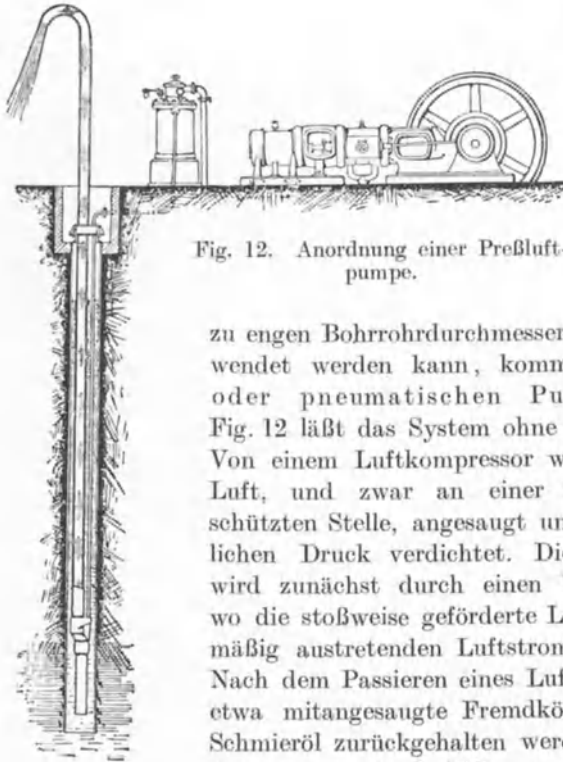 Fig. 12. Anordnung einer Preßluft-
pumpe.
zu engen Bohrrohrdurchmesser
wendet werden kann, komm
oder pneumatischen Pu
Fig. 12 läßt das System ohne
Von einem Luftkompressor w
Luft, und zwar an einer
schützten Stelle, angesaugt un
lichen Druck verdichtet. Di
wird zunächst durch einen
wo die stoßweise geförderte L
mäßig austretenden Luftstron
Nach dem Passieren eines Luf
etwa mitangesaugte Fremdkö
Schmieröl zurückgehalten wer